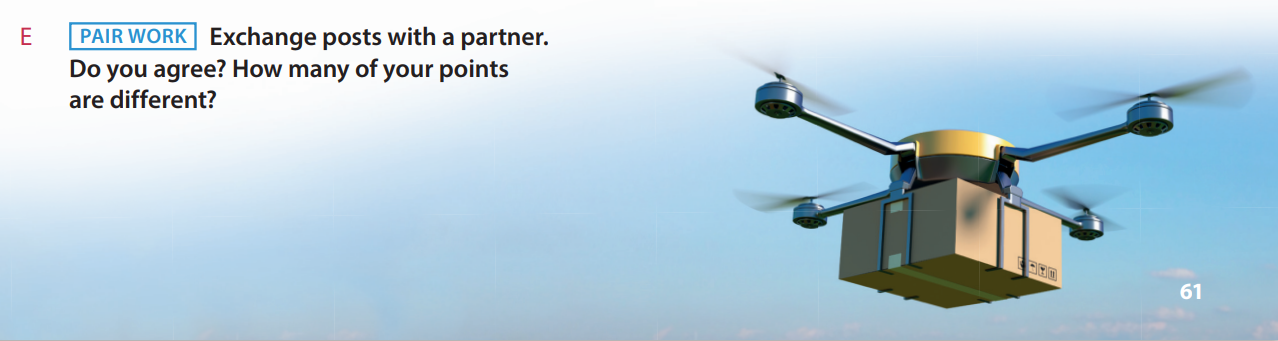 E PAIR WORK Exchange posts with a partner.
Do you agree? How many of your points
are different?
61